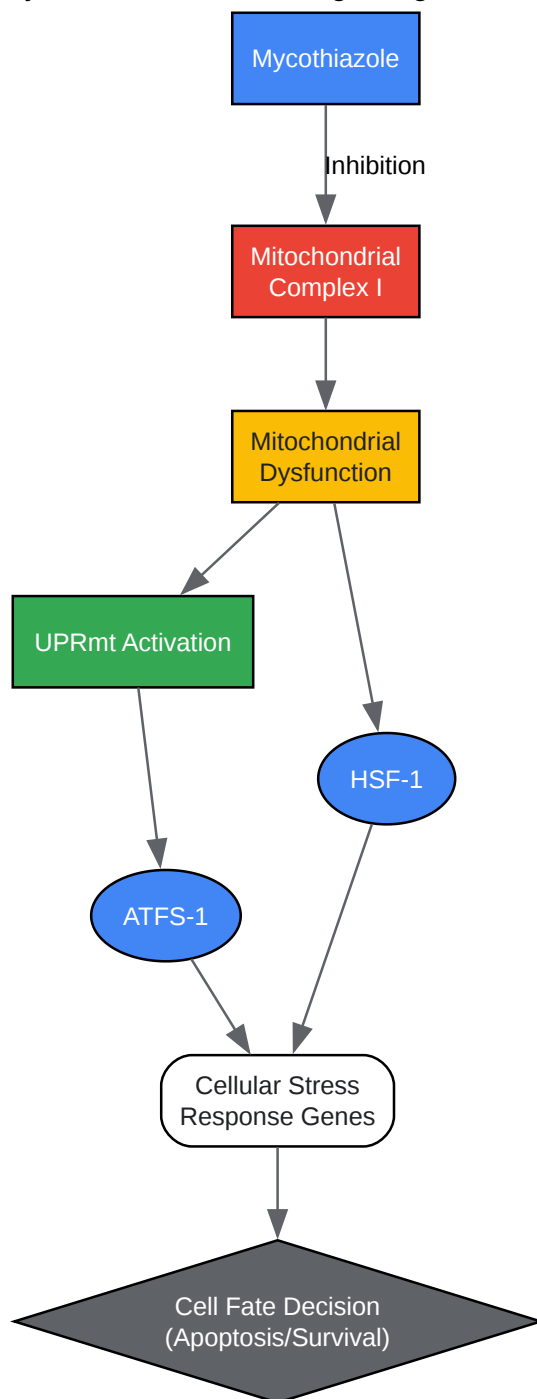 Mycothiazole
Inhibition
Mitochondrial
Complex I
Mitochondrial
Dysfunction
UPRmt Activation
HSF-1
ATFS-1
Cellular Stress
Response Genes
Cell Fate Decision
(Apoptosis/Survival)